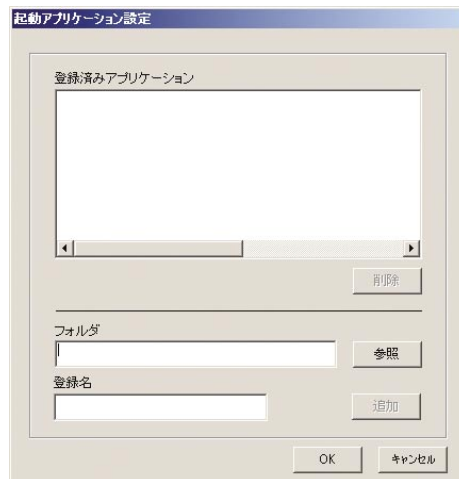 起動アプリケーション設定
登録済みアプリケーション
削除
フォルダ
参照
登録名
追加
OK キャンセル